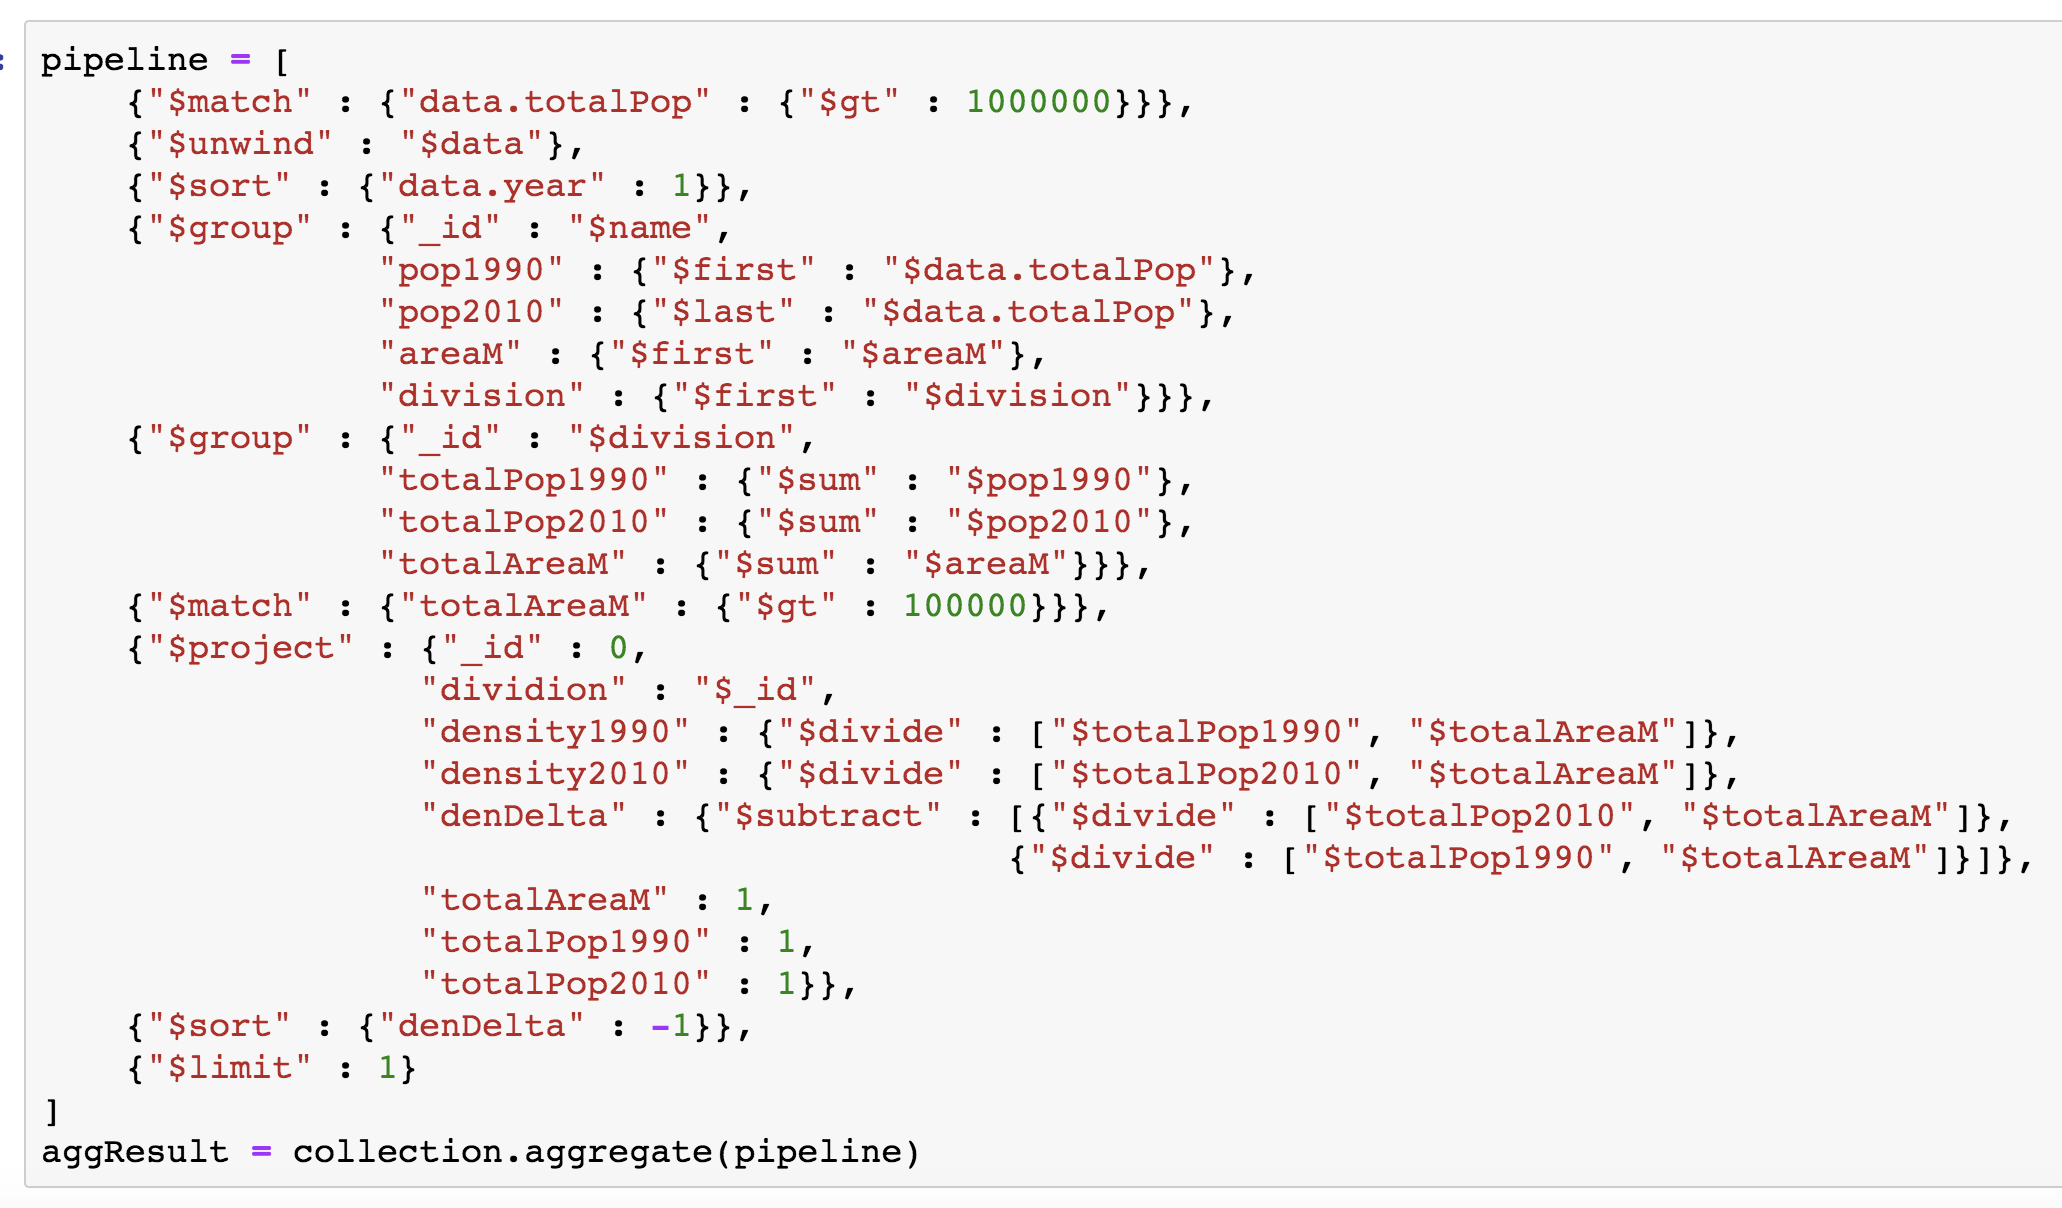 pipeline = [
    {"$match" : {"data.totalPop" : {"$gt" : 1000000}}},
    {"$unwind" : "$data"},
    {"$sort" : {"data.year" : 1}},
    {"$group" : {"_id" : "$name",
                "pop1990" : {"$first" : "$data.totalPop"},
                "pop2010" : {"$last" : "$data.totalPop"},
                "areaM" : {"$first" : "$areaM"},
                "division" : {"$first" : "$division"}}},
    {"$group" : {"_id" : "$division",
                "totalPop1990" : {"$sum" : "$pop1990"},
                "totalPop2010" : {"$sum" : "$pop2010"},
                "totalAreaM" : {"$sum" : "$areaM"}}},
    {"$match" : {"totalAreaM" : {"$gt" : 100000}}},
    {"$project" : {"_id" : 0,
                  "dividion" : "$_id",
                  "density1990" : {"$divide" : ["$totalPop1990", "$totalAreaM"]},
                  "density2010" : {"$divide" : ["$totalPop2010", "$totalAreaM"]},
                  "denDelta" : {"$subtract" : [{"$divide" : ["$totalPop2010", "$totalAreaM"]},
                                              {"$divide" : ["$totalPop1990", "$totalAreaM"]}]},
                  "totalAreaM" : 1,
                  "totalPop1990" : 1,
                  "totalPop2010" : 1}},
    {"$sort" : {"denDelta" : -1}},
    {"$limit" : 1}
]
aggResult = collection.aggregate(pipeline)